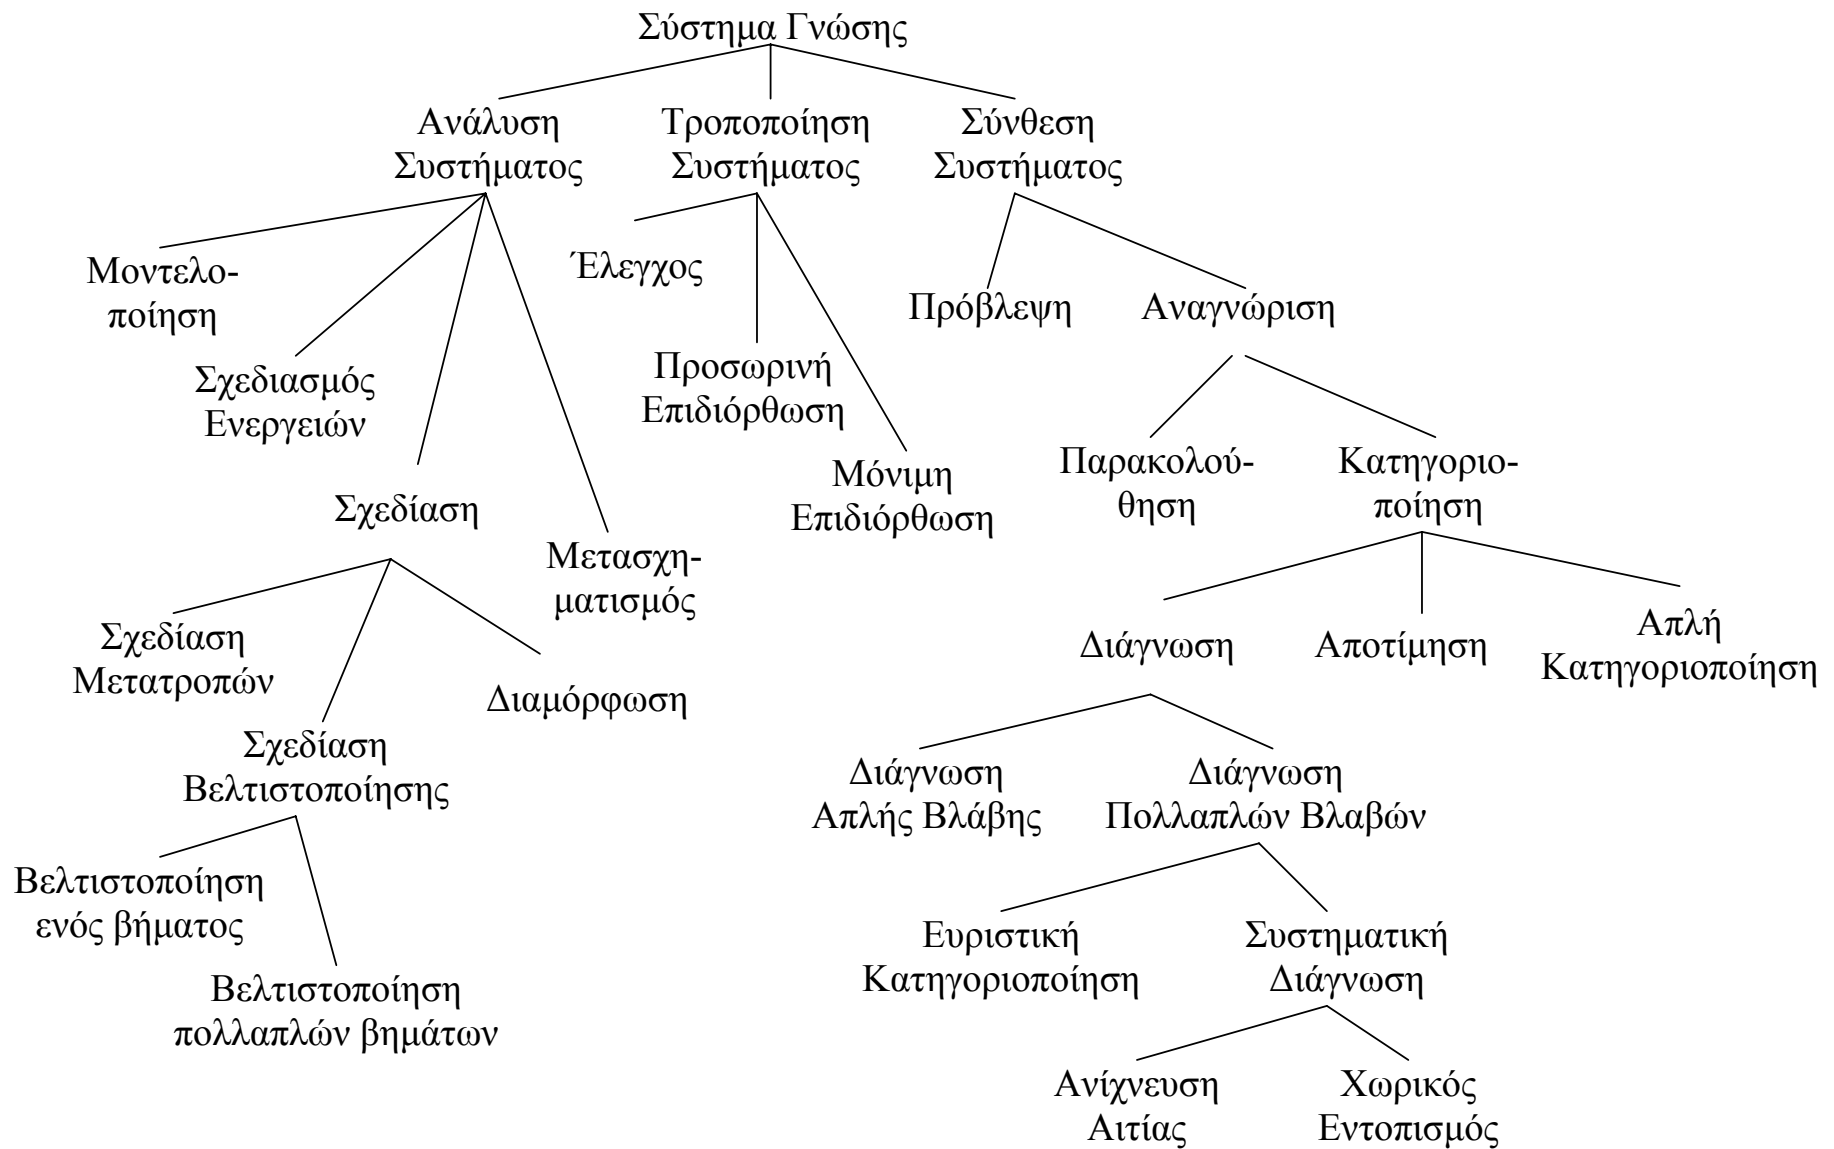 Σύστημα Γνώσης
Ανάλυση
Συστήματος
Τροποποίηση
Συστήματος
Σύνθεση
Συστήματος
Μοντελο-
ποίηση
Σχεδιασμός
Ενεργειών
Σχεδίαση
Μετασχη-
ματισμός
Έλεγχος
Προσωρινή
Επιδιόρθωση
Μόνιμη
Επιδιόρθωση
Πρόβλεψη
Αναγνώριση
Παρακολού-
θηση
Κατηγοριο-
ποίηση
Σχεδίαση
Μετατροπών
Σχεδίαση
Βελτιστοποίησης
Διαμόρφωση
Διάγνωση
Αποτίμηση
Απλή
Κατηγοριοποίηση
Διάγνωση
Απλής Βλάβης
Διάγνωση
Πολλαπλών Βλαβών
Βελτιστοποίηση
ενός βήματος
Βελτιστοποίηση
πολλαπλών βημάτων
Ευριστική
Κατηγοριοποίηση
Συστηματική
Διάγνωση
Ανίχνευση
Αιτίας
Χωρικός
Εντοπισμός